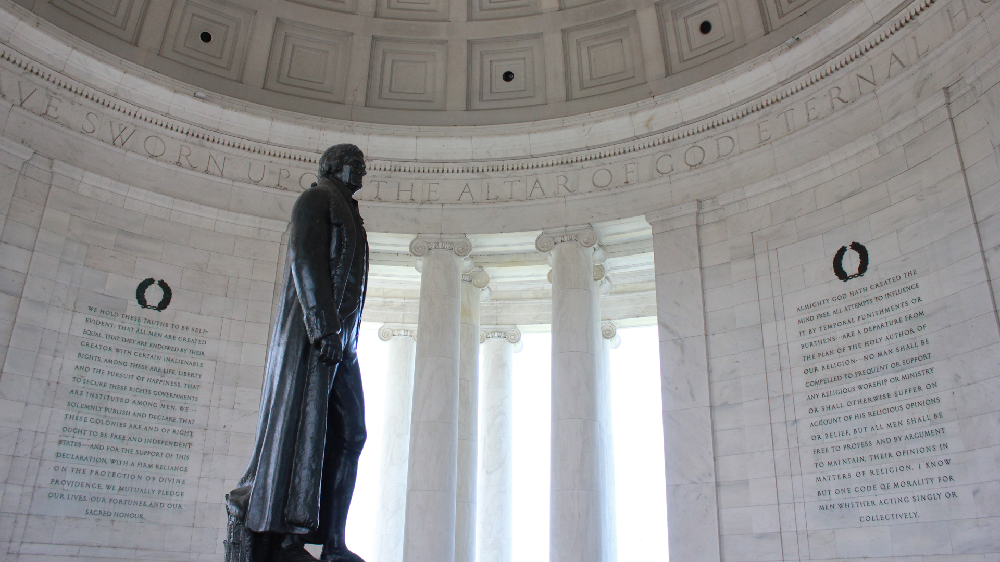 AVE SWORN UPO THE ALTAR OF GOD ETERNAL HO
WE HOLD THESE TRUTHS TO BE SELF-
EVIDENT: THAT ALL MEN ARE CREATED
EQUAL, THAT THEY ARE ENDOWED BY THEIR
CREATOR WITH CERTAIN INALIENABLE
RIGHTS, AMONG THESE ARE LIFE, LIBERTY
AND THE PURSUIT OF HAPPINESS, THAT
TO SECURE THESE RIGHTS GOVERNMENTS
ARE INSTITUTED AMONG MEN. WE···
SOLEMNLY PUBLISH AND DECLARE, THAT
THESE COLONIES ARE AND OF RIGHT
OUGHT TO BE FREE AND INDEPENDENT
STATES···AND FOR THE SUPPORT OF THIS
DECLARATION, WITH A FIRM RELIANCE
ON THE PROTECTION OF DIVINE
PROVIDENCE, WE MUTUALLY PLEDGE
OUR LIVES, OUR FORTUNES AND OUR
SACRED HONOUR.
ALMIGHTY GOD HATH CREATED THE
MIND FREE. ALL ATTEMPTS TO INFLUENCE
IT BY TEMPORAL PUNISHMENTS OR
BURTHENS···ARE A DEPARTURE FROM
THE PLAN OF THE HOLY AUTHOR OF
OUR RELIGION···NO MAN SHALL BE
COMPELLED TO FREQUENT OR SUPPORT
ANY RELIGIOUS WORSHIP OR MINISTRY
OR SHALL OTHERWISE SUFFER ON
ACCOUNT OF HIS RELIGIOUS OPINIONS
OR BELIEF, BUT ALL MEN SHALL BE
FREE TO PROFESS AND BY ARGUMENT
TO MAINTAIN, THEIR OPINIONS IN
MATTERS OF RELIGION. I KNOW
BUT ONE CODE OF MORALITY FOR
MEN WHETHER ACTING SINGLY OR
COLLECTIVELY.